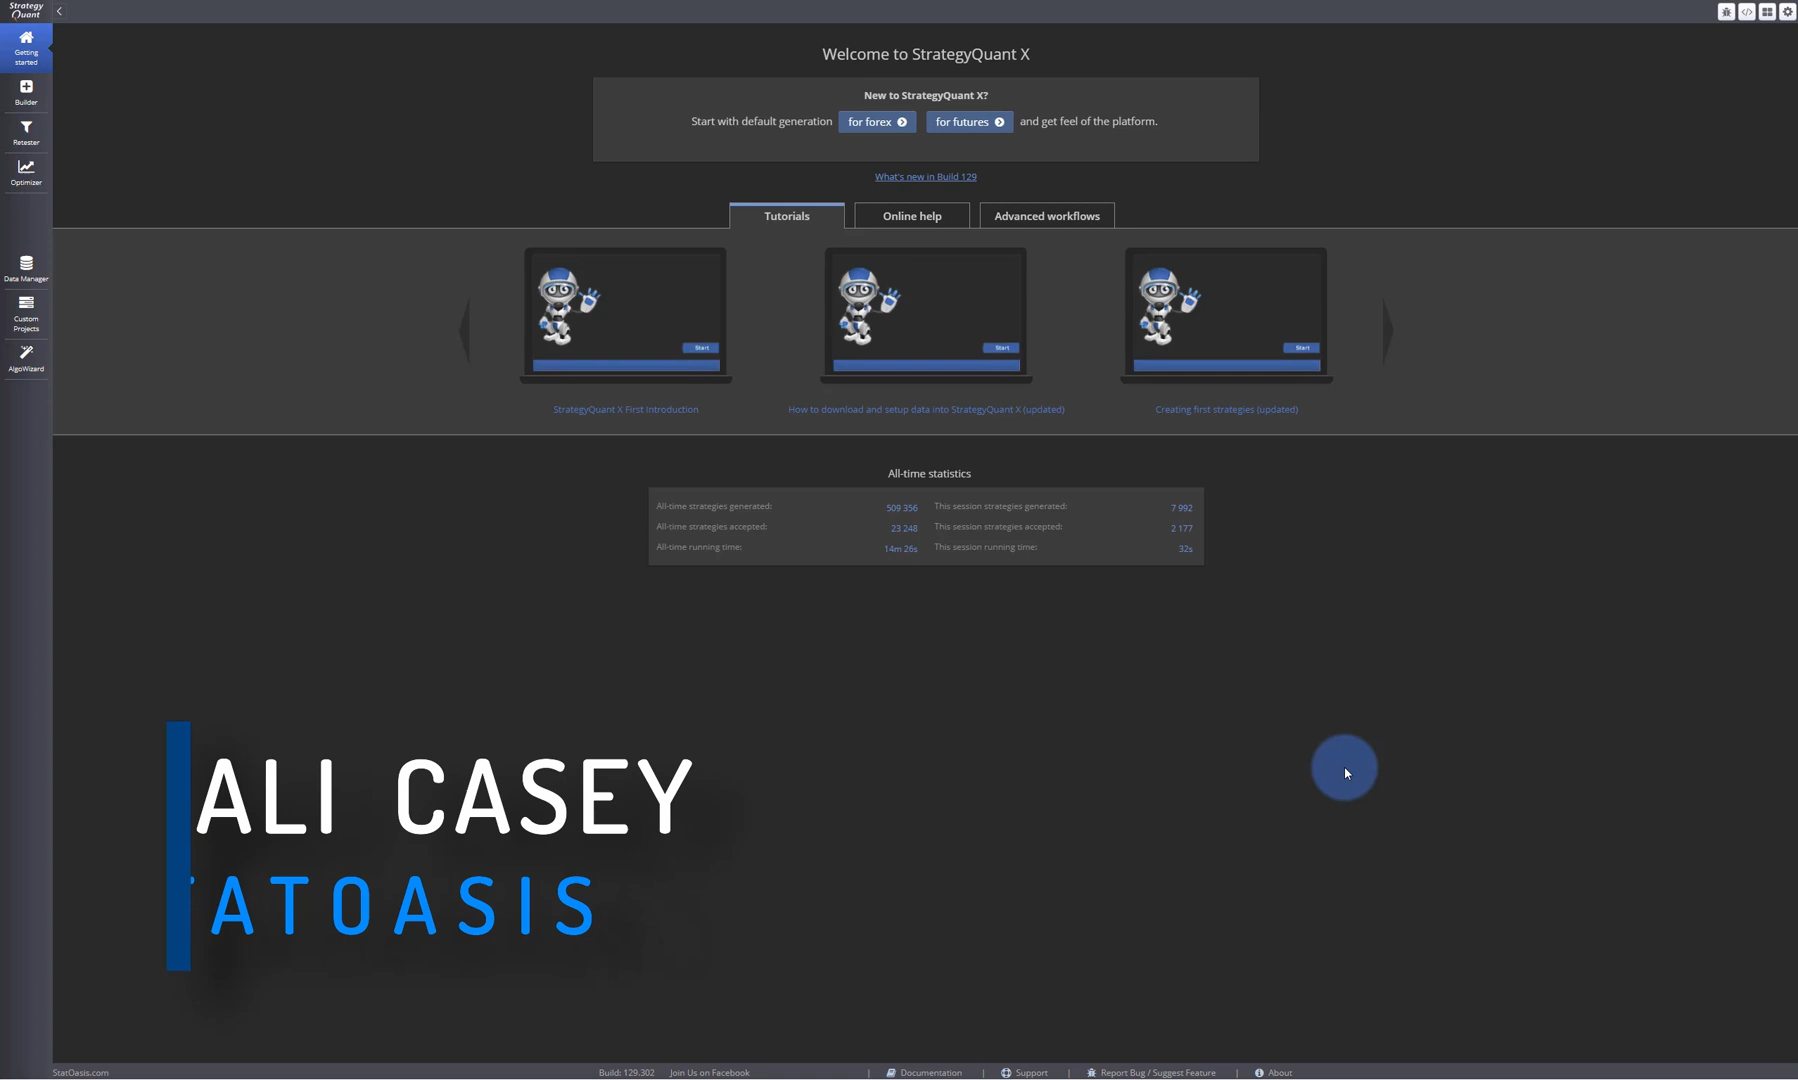 Strategy
Quant
Getting
started
Builder
Retester
Optimizer
Data Manager
Custom
Projects
AlgoWizard
Welcome to StrategyQuant X
New to StrategyQuant X?
Start with default generation for forex for futures and get feel of the platform.
What's new in Build 129
Tutorials Online help Advanced workflows
Start Start Start
StrategyQuant X First Introduction How to download and setup data into StrategyQuant X (updated) Creating first strategies (updated)
All-time statistics
All-time strategies generated: 509 356 This session strategies generated: 7 992
All-time strategies accepted: 23 248 This session strategies accepted: 2 177
All-time running time: 14m 26s This session running time: 32s
ALI CASEY
ATOASIS
StatOasis.com Build: 129.302 Join Us on Facebook | Documentation | Support | Report Bug / Suggest Feature | About